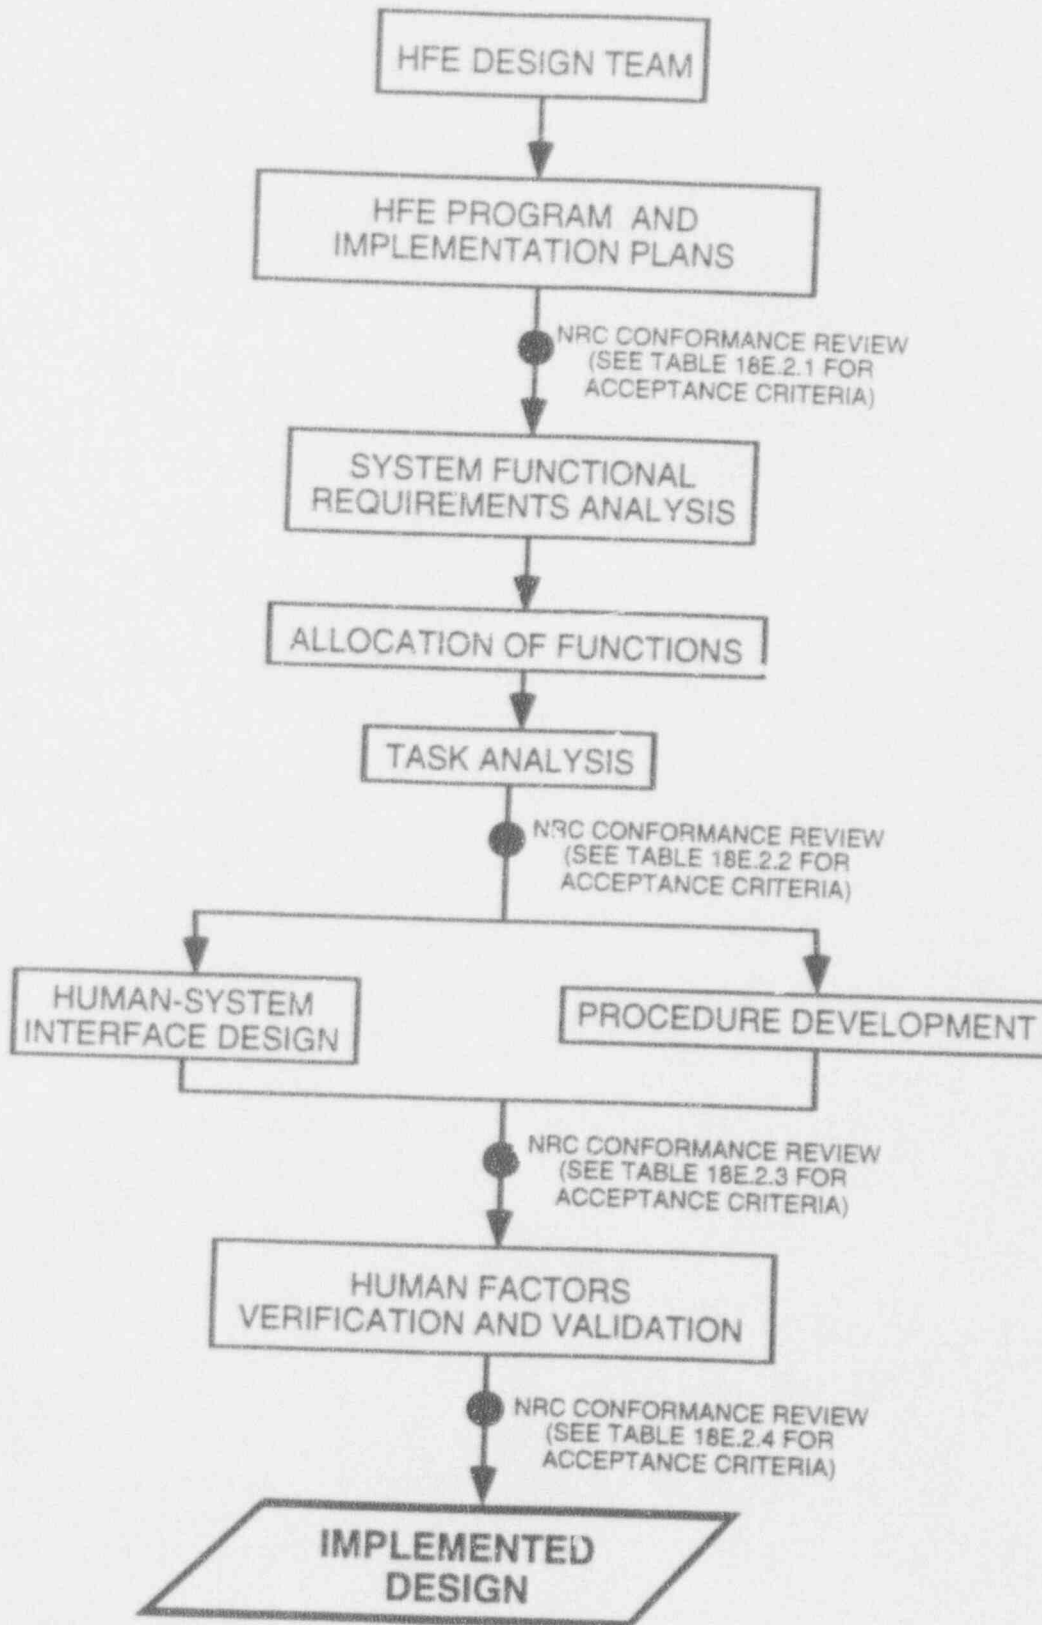 HFE DESIGN TEAM
HFE PROGRAM AND
IMPLEMENTATION PLANS
NRC CONFORMANCE REVIEW
(SEE TABLE 18E.2.1 FOR
ACCEPTANCE CRITERIA)
SYSTEM FUNCTIONAL
REQUIREMENTS ANALYSIS
ALLOCATION OF FUNCTIONS
TASK ANALYSIS
NRC CONFORMANCE REVIEW
(SEE TABLE 18E.2.2 FOR
ACCEPTANCE CRITERIA)
HUMAN-SYSTEM
INTERFACE DESIGN
PROCEDURE DEVELOPMENT
NRC CONFORMANCE REVIEW
(SEE TABLE 18E.2.3 FOR
ACCEPTANCE CRITERIA)
HUMAN FACTORS
VERIFICATION AND VALIDATION
NRC CONFORMANCE REVIEW
(SEE TABLE 18E.2.4 FOR
ACCEPTANCE CRITERIA)
IMPLEMENTED
DESIGN